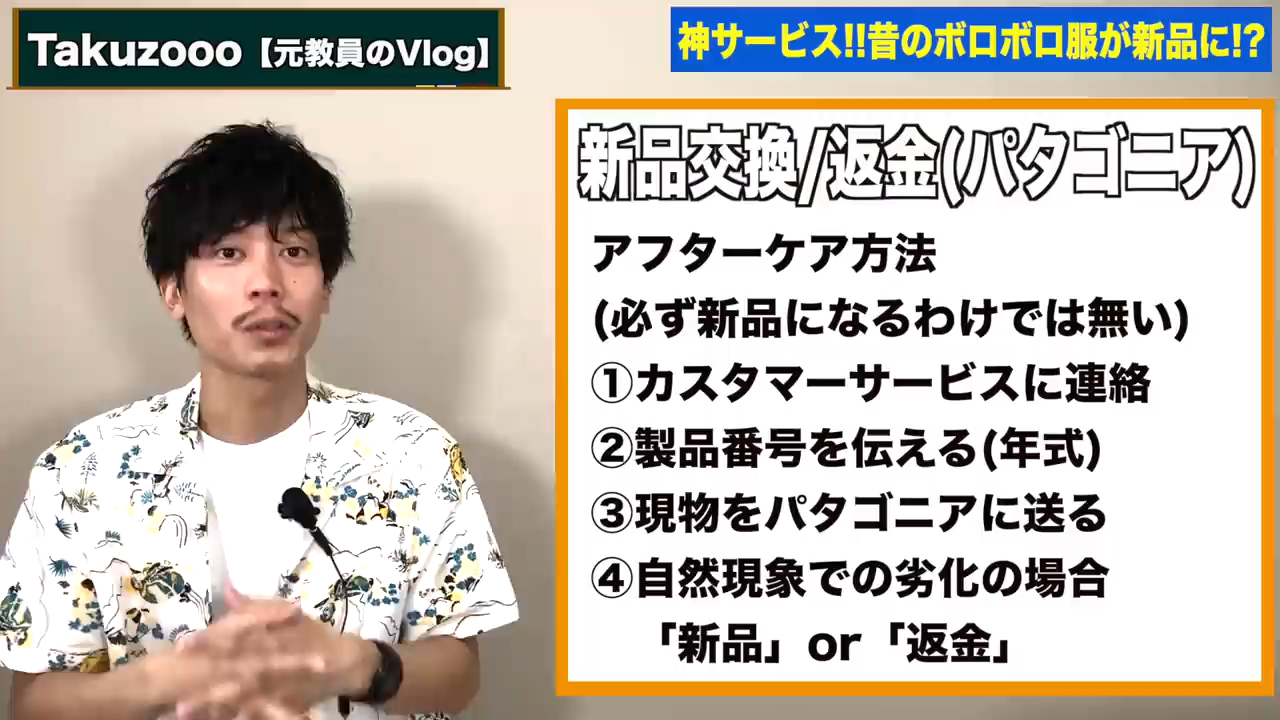 Takuzooo【元教員のVlog】
神サービス!!昔のボロボロ服が新品に!?
新品交換/返金(パタゴニア)
アフターケア方法
(必ず新品になるわけでは無い)
①カスタマーサービスに連絡
②製品番号を伝える(年式)
③現物をパタゴニアに送る
④自然現象での劣化の場合
「新品」or「返金」